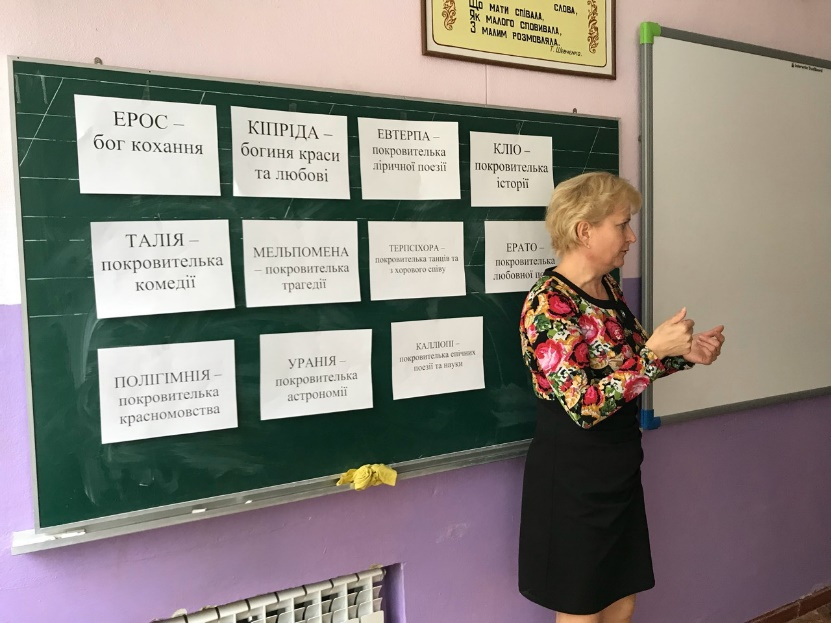 Що мати співала, слова,
Як малого сповивала,
З малим розмовляла.
Т. Шевченко.
ЕРОС –
бог кохання
КІПРІДА –
богиня краси
та любові
ЕВТЕРПА –
покровителька
ліричної поезії
КЛІО –
покровителька
історії
ТАЛІЯ –
покровителька
комедії
МЕЛЬПОМЕНА
– покровителька
трагедії
ТЕРПСІХОРА –
покровителька танців та
з хорового співу
ЕРАТО –
покровителька
любовної
ПОЛІГІМНІЯ –
покровителька
красномовства
УРАНІЯ –
покровителька
астрономії
КАЛЛІОПІ –
покровителька епічних
поезії та науки